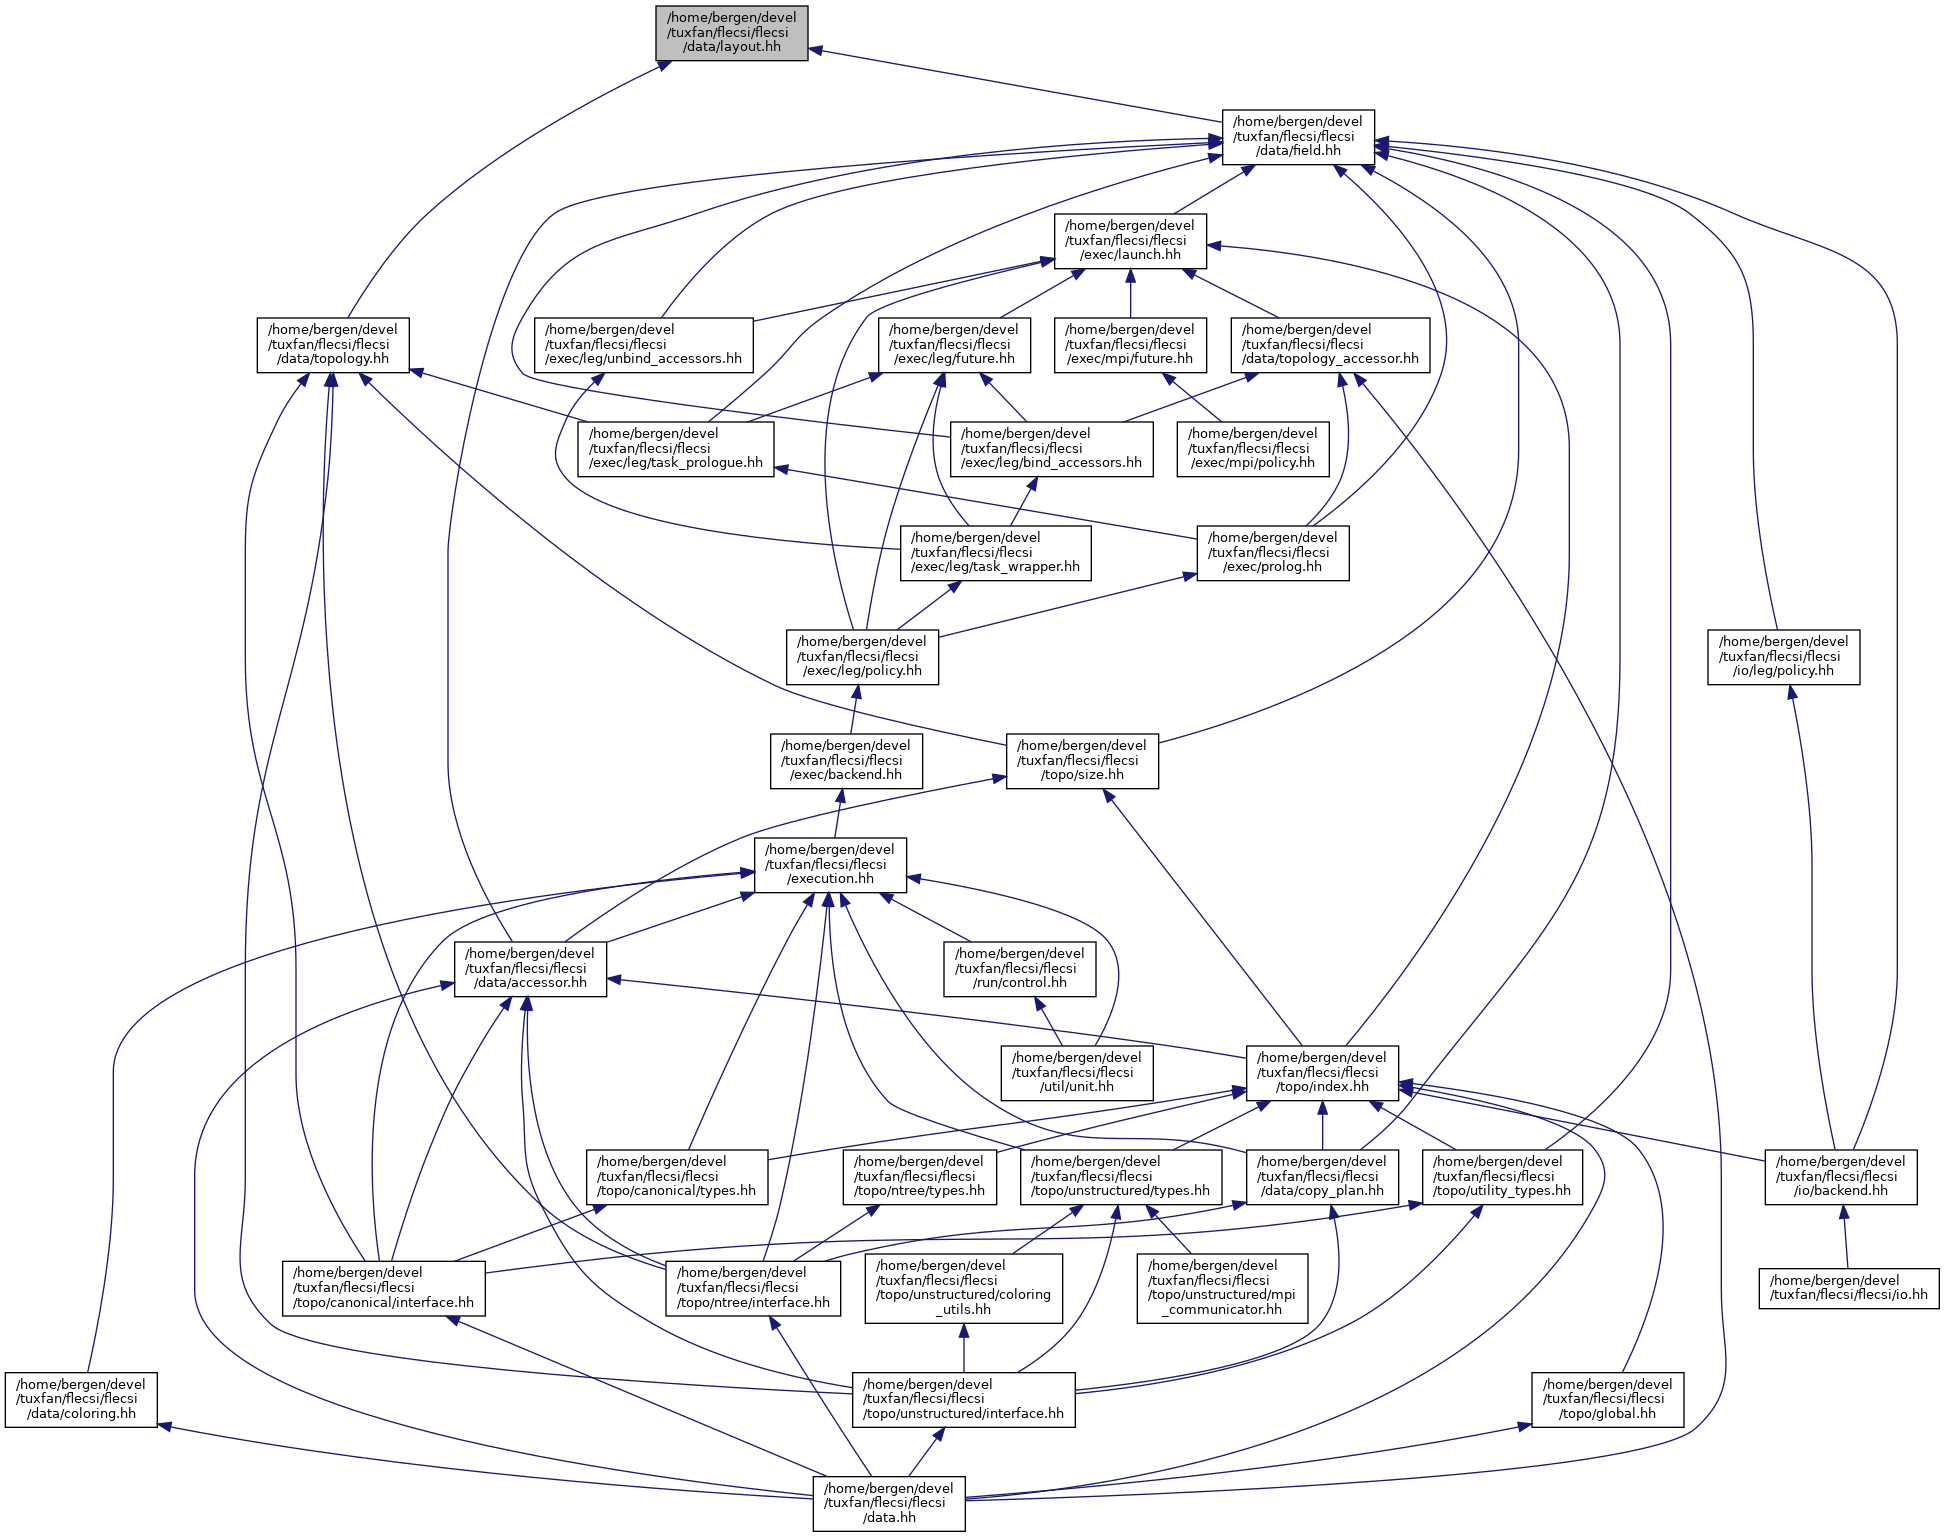 /home/bergen/devel
/tuxfan/flecsi/flecsi
/data/layout.hh
/home/bergen/devel
/tuxfan/flecsi/flecsi
/data/field.hh
/home/bergen/devel
/tuxfan/flecsi/flecsi
/exec/launch.hh
/home/bergen/devel
/tuxfan/flecsi/flecsi
/data/topology.hh
/home/bergen/devel
/tuxfan/flecsi/flecsi
/exec/leg/unbind_accessors.hh
/home/bergen/devel
/tuxfan/flecsi/flecsi
/exec/leg/future.hh
/home/bergen/devel
/tuxfan/flecsi/flecsi
/exec/mpi/future.hh
/home/bergen/devel
/tuxfan/flecsi/flecsi
/data/topology_accessor.hh
/home/bergen/devel
/tuxfan/flecsi/flecsi
/exec/leg/task_prologue.hh
/home/bergen/devel
/tuxfan/flecsi/flecsi
/exec/leg/bind_accessors.hh
/home/bergen/devel
/tuxfan/flecsi/flecsi
/exec/mpi/policy.hh
/home/bergen/devel
/tuxfan/flecsi/flecsi
/exec/leg/task_wrapper.hh
/home/bergen/devel
/tuxfan/flecsi/flecsi
/exec/prolog.hh
/home/bergen/devel
/tuxfan/flecsi/flecsi
/exec/leg/policy.hh
/home/bergen/devel
/tuxfan/flecsi/flecsi
/io/leg/policy.hh
/home/bergen/devel
/tuxfan/flecsi/flecsi
/exec/backend.hh
/home/bergen/devel
/tuxfan/flecsi/flecsi
/topo/size.hh
/home/bergen/devel
/tuxfan/flecsi/flecsi
/execution.hh
/home/bergen/devel
/tuxfan/flecsi/flecsi
/data/accessor.hh
/home/bergen/devel
/tuxfan/flecsi/flecsi
/run/control.hh
/home/bergen/devel
/tuxfan/flecsi/flecsi
/util/unit.hh
/home/bergen/devel
/tuxfan/flecsi/flecsi
/topo/index.hh
/home/bergen/devel
/tuxfan/flecsi/flecsi
/topo/canonical/types.hh
/home/bergen/devel
/tuxfan/flecsi/flecsi
/topo/ntree/types.hh
/home/bergen/devel
/tuxfan/flecsi/flecsi
/topo/unstructured/types.hh
/home/bergen/devel
/tuxfan/flecsi/flecsi
/data/copy_plan.hh
/home/bergen/devel
/tuxfan/flecsi/flecsi
/topo/utility_types.hh
/home/bergen/devel
/tuxfan/flecsi/flecsi
/io/backend.hh
/home/bergen/devel
/tuxfan/flecsi/flecsi
/topo/canonical/interface.hh
/home/bergen/devel
/tuxfan/flecsi/flecsi
/topo/ntree/interface.hh
/home/bergen/devel
/tuxfan/flecsi/flecsi
/topo/unstructured/coloring
_utils.hh
/home/bergen/devel
/tuxfan/flecsi/flecsi
/topo/unstructured/mpi
_communicator.hh
/home/bergen/devel
/tuxfan/flecsi/flecsi/io.hh
/home/bergen/devel
/tuxfan/flecsi/flecsi
/data/coloring.hh
/home/bergen/devel
/tuxfan/flecsi/flecsi
/topo/unstructured/interface.hh
/home/bergen/devel
/tuxfan/flecsi/flecsi
/topo/global.hh
/home/bergen/devel
/tuxfan/flecsi/flecsi
/data.hh